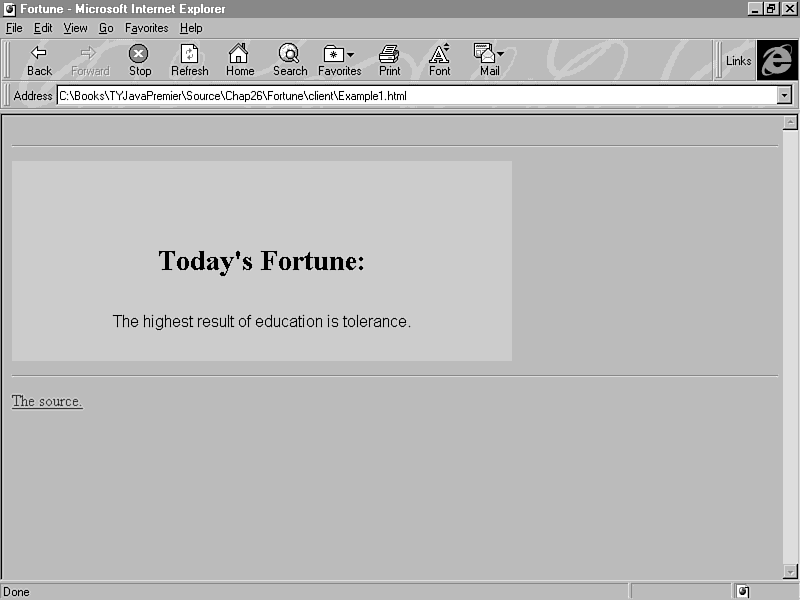 Fortune - Microsoft Internet Explorer
File Edit View Go Favorites Help
Back Forward Stop Refresh Home Search Favorites Print Font Mail Links
Address C:\Books\TYJavaPremier\Source\Chap26\Fortune\client\Example1.html
Today's Fortune:
The highest result of education is tolerance.
The source.
Done